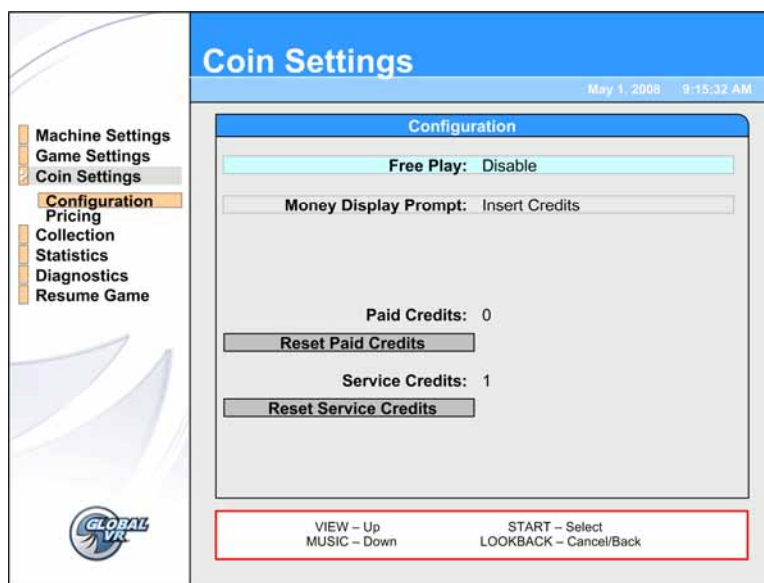 Coin Settings
May 1, 2008 9:15:32 AM
Machine Settings
Game Settings
Coin Settings
Configuration
Pricing
Collection
Statistics
Diagnostics
Resume Game
Configuration
Free Play: Disable
Money Display Prompt: Insert Credits
Paid Credits: 0
Reset Paid Credits
Service Credits: 1
Reset Service Credits
GLOBAL
VR
VIEW – Up START – Select
MUSIC – Down LOOKBACK – Cancel/Back